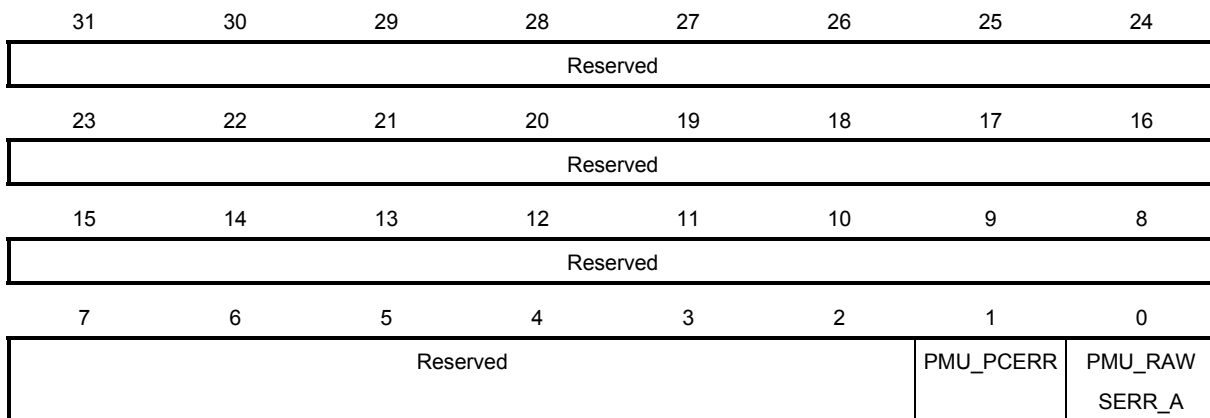 31 30 29 28 27 26 25 24
Reserved
23 22 21 20 19 18 17 16
Reserved
15 14 13 12 11 10 9 8
Reserved
7 6 5 4 3 2 1 0
Reserved PMU_PCERR PMU_RAW
SERR_A